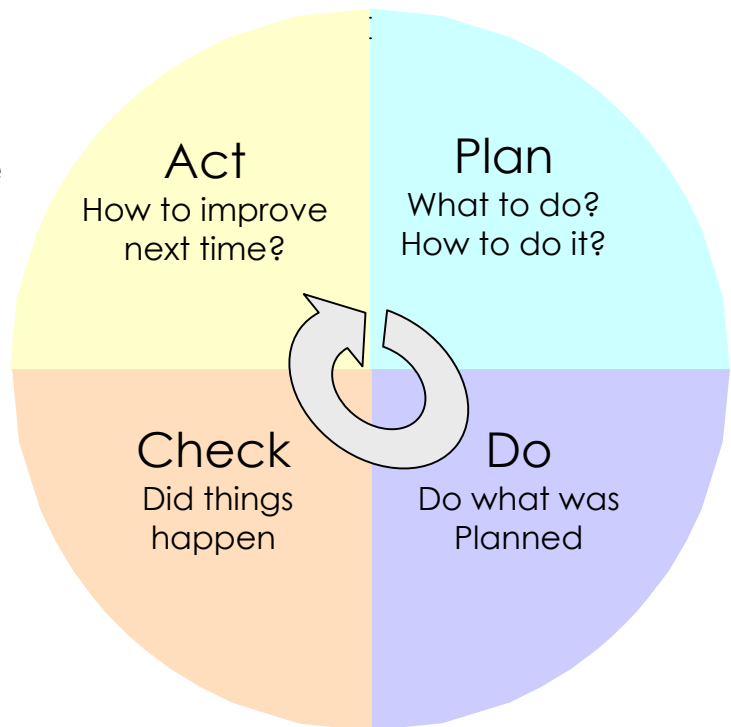 Act
How to improve
next time?
Plan
What to do?
How to do it?
Check
Did things
happen
Do
Do what was
Planned